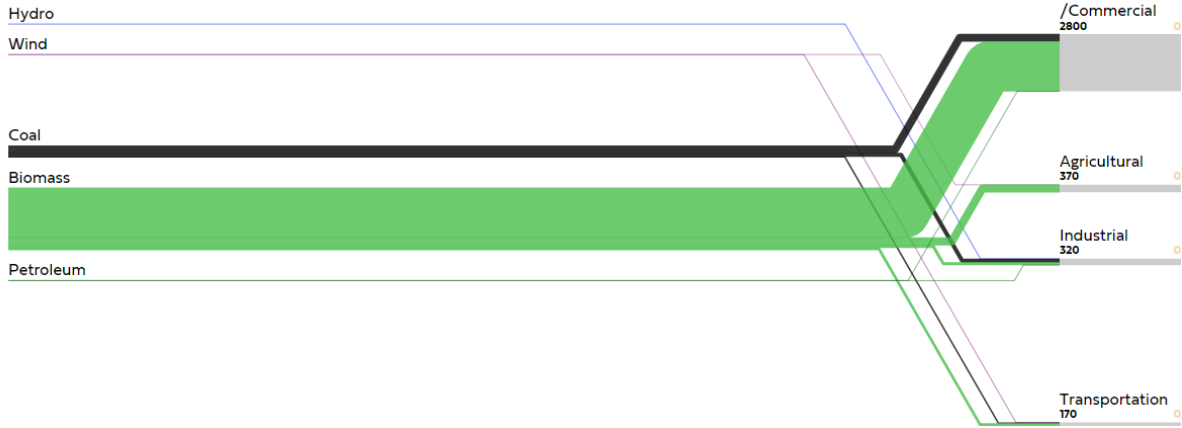 Hydro
Wind
Coal
Biomass
Petroleum
/Commercial
2800 0
Agricultural
370 0
Industrial
320 0
Transportation
170 0